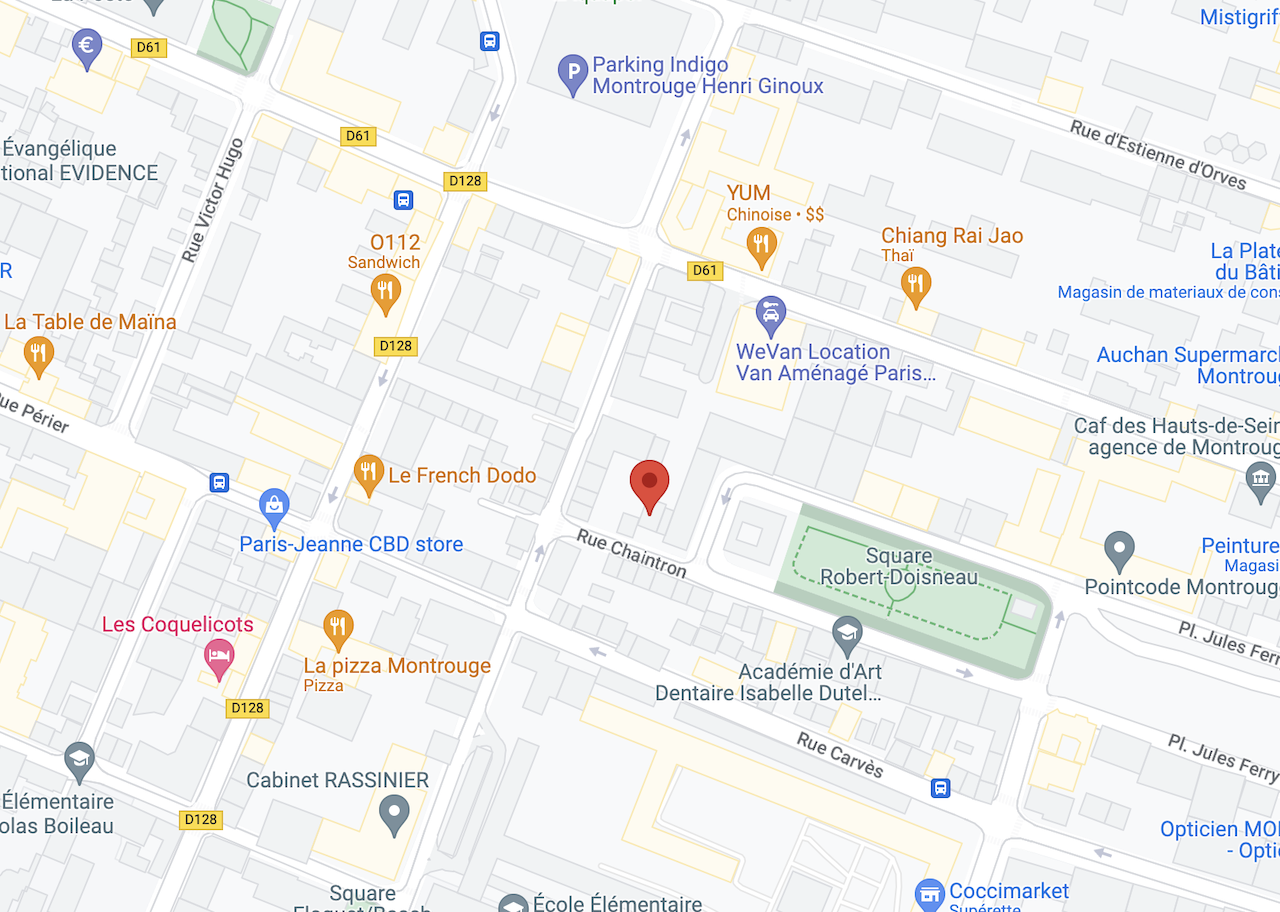 Mistigrif
€
D61
P
Parking Indigo
Montrouge Henri Ginoux
Rue d'Estienne d'Orves
Évangélique
tional EVIDENCE
D61
Rue Victor Hugo
D128
YUM
Chinoise • $$
O112
Sandwich
Chiang Rai Jao
Thaï
La Plate
du Bâti
Magasin de materiaux de cons
R
D61
La Table de Maïna
D128
WeVan Location
Van Aménagé Paris...
Auchan Supermarch
Montroug
ue Périer
Caf des Hauts-de-Sein
agence de Montroug
Le French Dodo
Paris-Jeanne CBD store
Rue Chaintron
Square
Robert-Doisneau
Peinture
Magasi
Pointcode Montroug
Les Coquelicots
Pl. Jules Ferr
La pizza Montrouge
Pizza
Académie d'Art
Dentaire Isabelle Dutel...
D128
Rue Carvès
Pl. Jules Ferry
Cabinet RASSINIER
Élémentaire
olas Boileau
D128
Opticien MO
- Opti
Square
Coccimarket
Supérette
École Élémentaire